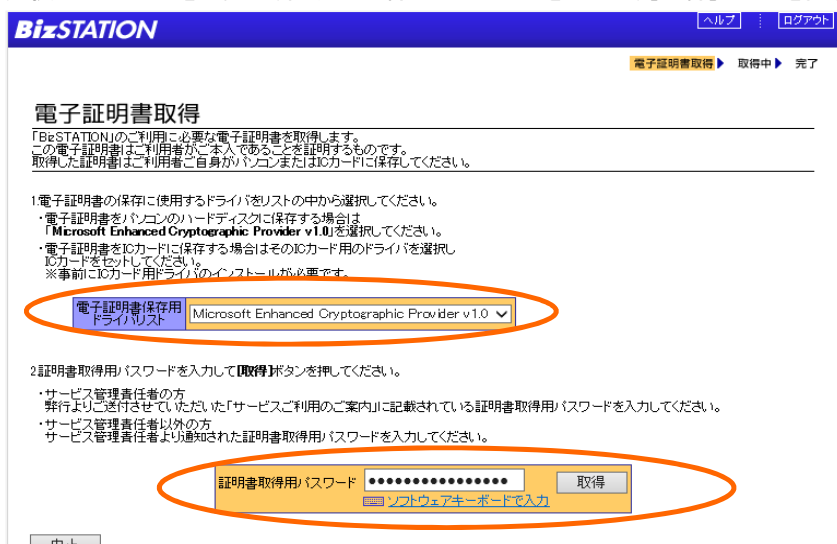 BizSTATION
ヘルプ
ログアウト
電子証明書取得
取得中
完了
電子証明書取得
「BizSTATION」のご利用に必要な電子証明書を取得します。
この電子証明書はご利用者がご本人であることを証明するものです。
取得した証明書はご利用者ご自身がパソコンまたはICカードに保存してください。
1.電子証明書の保存に使用するドライバをリストの中から選択してください。
・電子証明書をパソコンのハードディスクに保存する場合は
「Microsoft Enhanced Cryptographic Provider v1.0」を選択してください。
・電子証明書をICカードに保存する場合はそのICカード用のドライバを選択し
ICカードをセットしてください。
※事前にICカード用ドライバのインストールが必要です。
電子証明書保存用
ドライバリスト
Microsoft Enhanced Cryptographic Provider v1.0
2.証明書取得用パスワードを入力して【取得】ボタンを押してください。
・サービス管理責任者の方
弊行よりご送付させていただいた「サービスご利用のご案内」に記載されている証明書取得用パスワードを入力してください。
・サービス管理責任者以外の方
サービス管理責任者より通知された証明書取得用パスワードを入力してください。
証明書取得用パスワード
●●●●●●●●●●●●●●●●
取得
ソフトウェアキーボードで入力